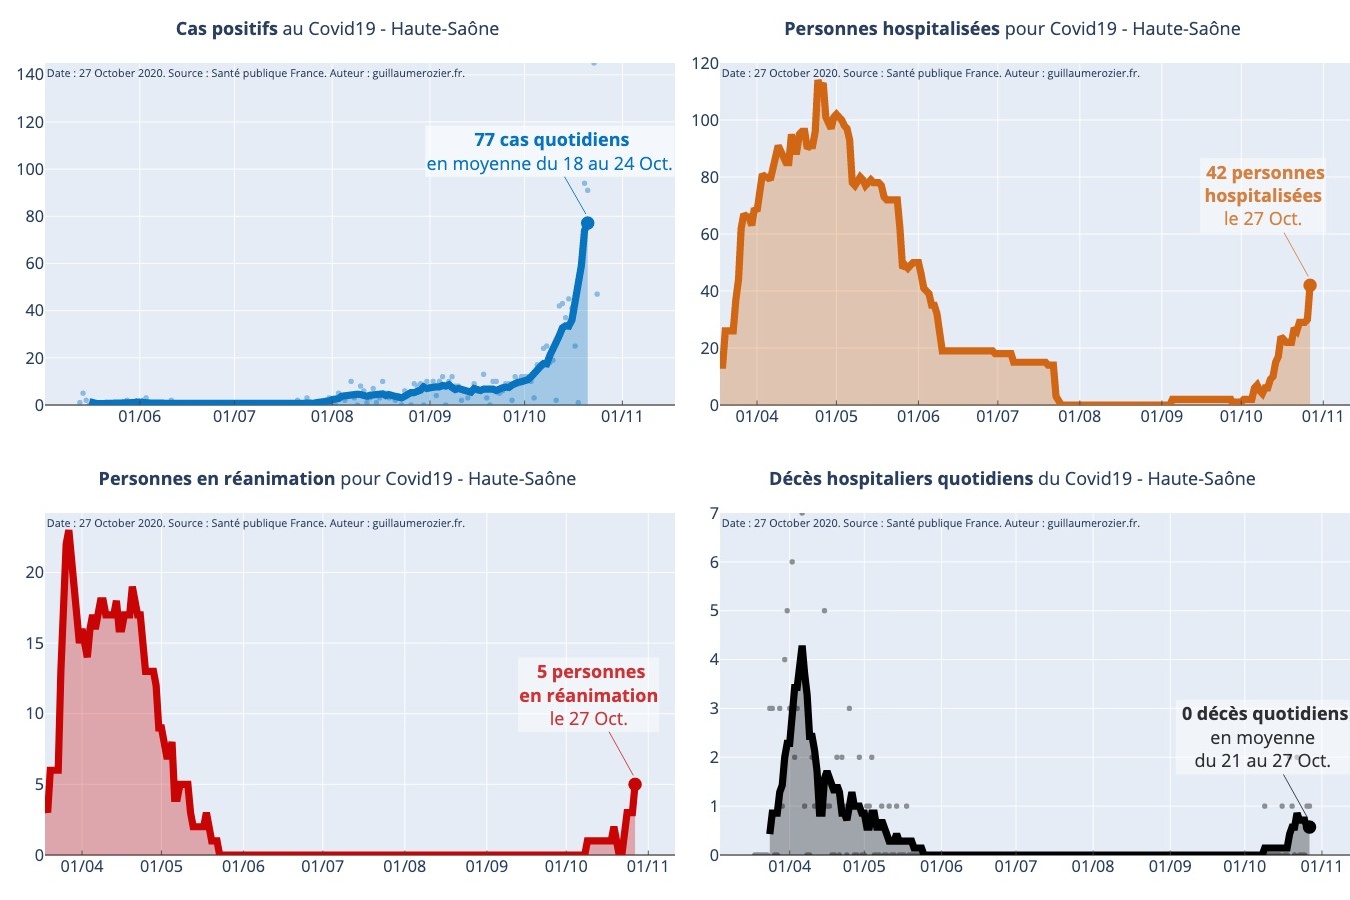 Cas positifs au Covid19 - Haute-Saône
Date : 27 October 2020. Source : Santé publique France. Auteur : guillaumerozier.fr.
140
120
100
80
60
40
20
0
77 cas quotidiens
en moyenne du 18 au 24 Oct.
01/06 01/07 01/08 01/09 01/10 01/11
Personnes hospitalisées pour Covid19 - Haute-Saône
Date : 27 October 2020. Source : Santé publique France. Auteur : guillaumerozier.fr.
120
100
80
60
40
20
0
42 personnes
hospitalisées
le 27 Oct.
01/04 01/05 01/06 01/07 01/08 01/09 01/10 01/11
Personnes en réanimation pour Covid19 - Haute-Saône
Date : 27 October 2020. Source : Santé publique France. Auteur : guillaumerozier.fr.
20
15
10
5
0
5 personnes
en réanimation
le 27 Oct.
01/04 01/05 01/06 01/07 01/08 01/09 01/10 01/11
Décès hospitaliers quotidiens du Covid19 - Haute-Saône
Date : 27 October 2020. Source : Santé publique France. Auteur : guillaumerozier.fr.
7
6
5
4
3
2
1
0
0 décès quotidiens
en moyenne
du 21 au 27 Oct.
01/04 01/05 01/06 01/07 01/08 01/09 01/10 01/11